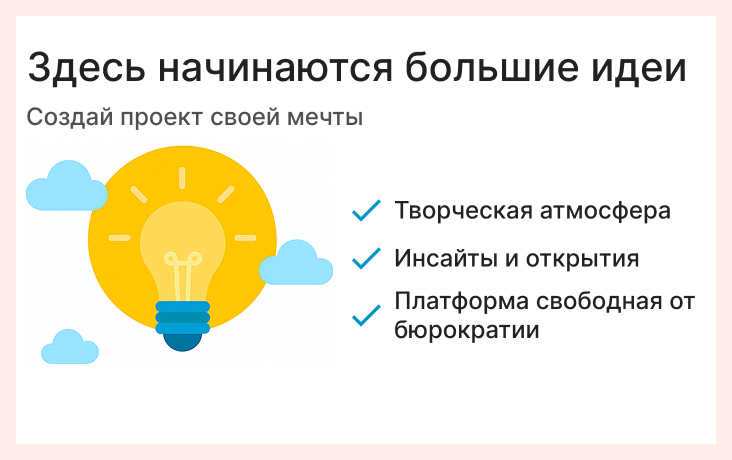 Здесь начинаются большие идеи
Создай проект своей мечты
Творческая атмосфера
Инсайты и открытия
Платформа свободная от
бюрократии